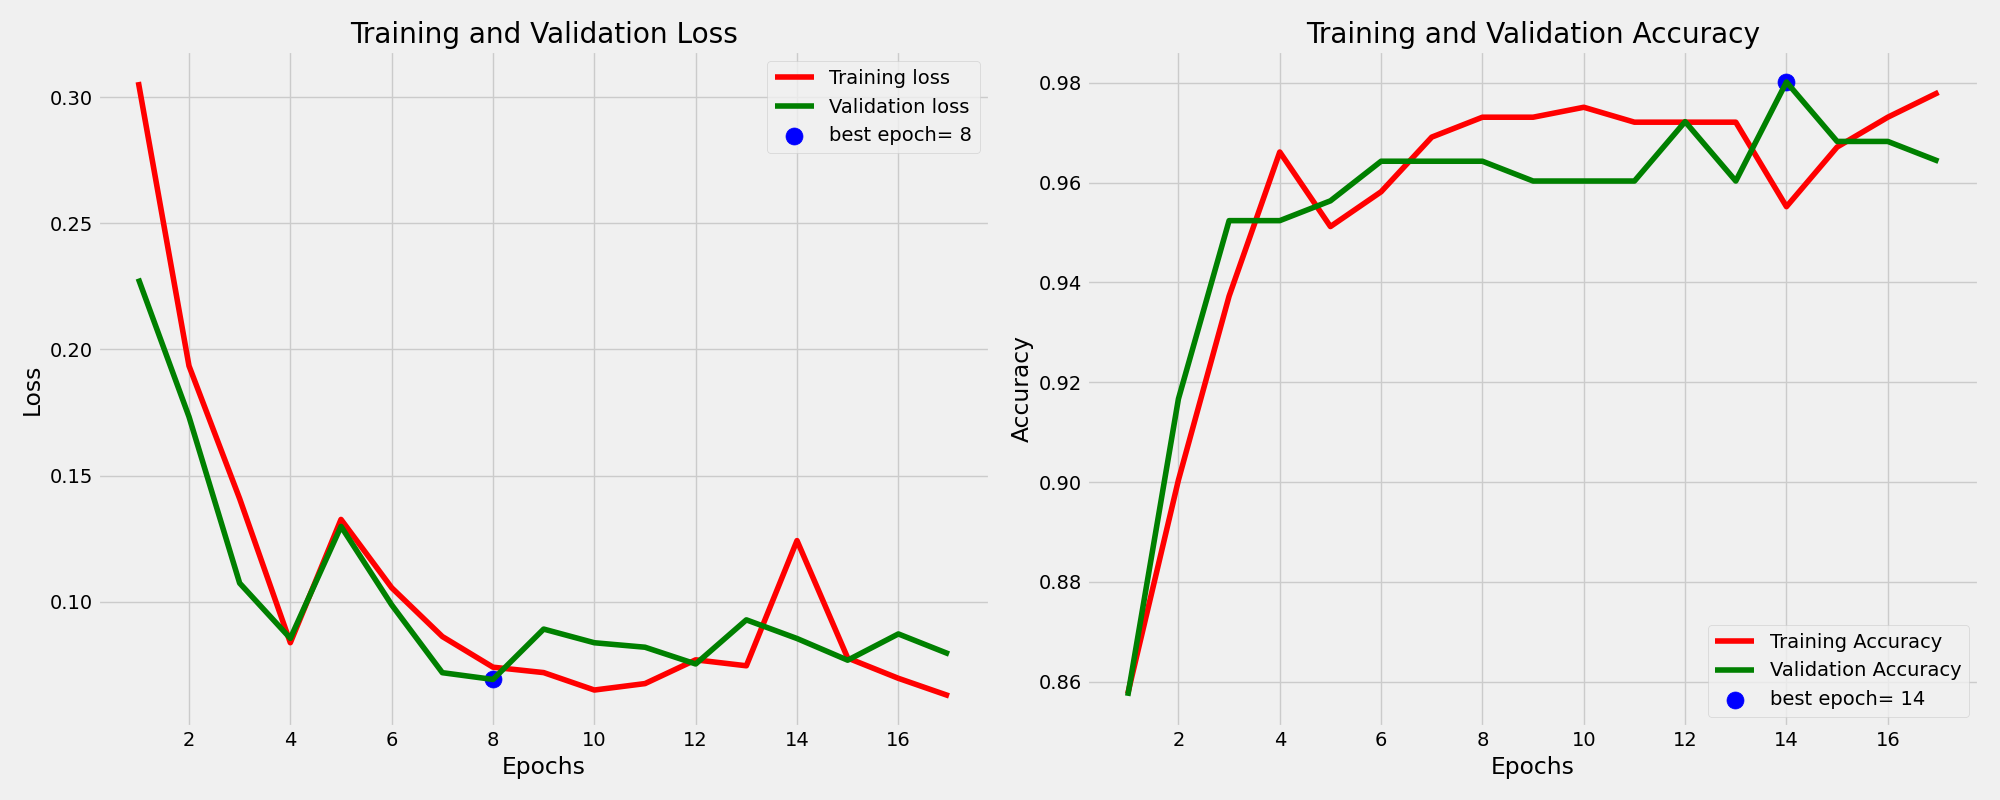 Training and Validation Loss
Training loss
Validation loss
best epoch= 8
0.30
0.25
0.20
0.15
0.10
Loss
2 4 6 8 10 12 14 16
Epochs
Training and Validation Accuracy
0.98
0.96
0.94
0.92
0.90
0.88
0.86
Accuracy
Training Accuracy
Validation Accuracy
best epoch= 14
2 4 6 8 10 12 14 16
Epochs